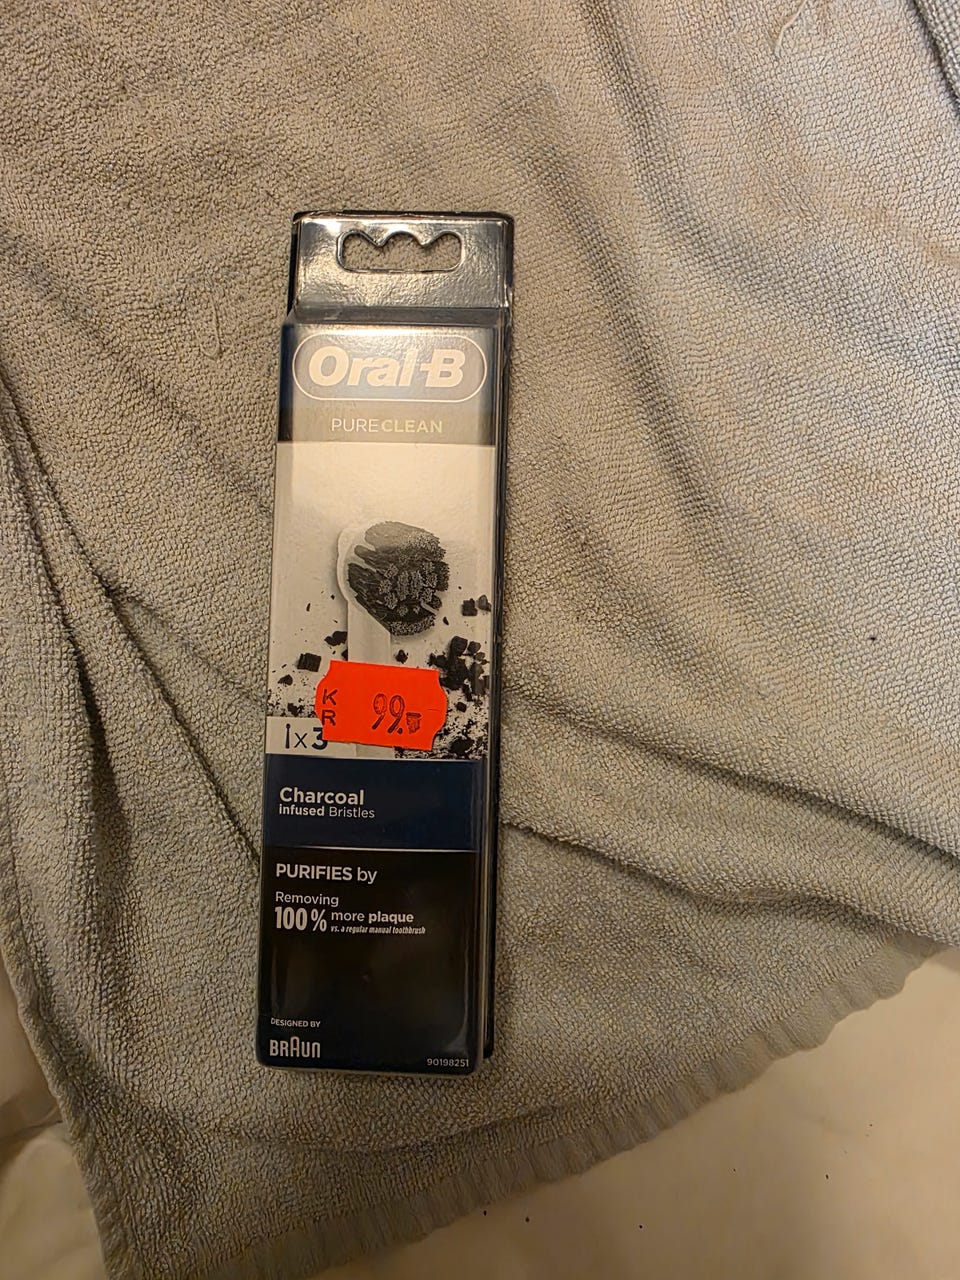 Oral-B
PURECLEAN
KR 99.-
x3
Charcoal
infused Bristles
PURIFIES by
Removing
100% more plaque
vs. a regular manual toothbrush
DESIGNED BY
BRAUN
90198251